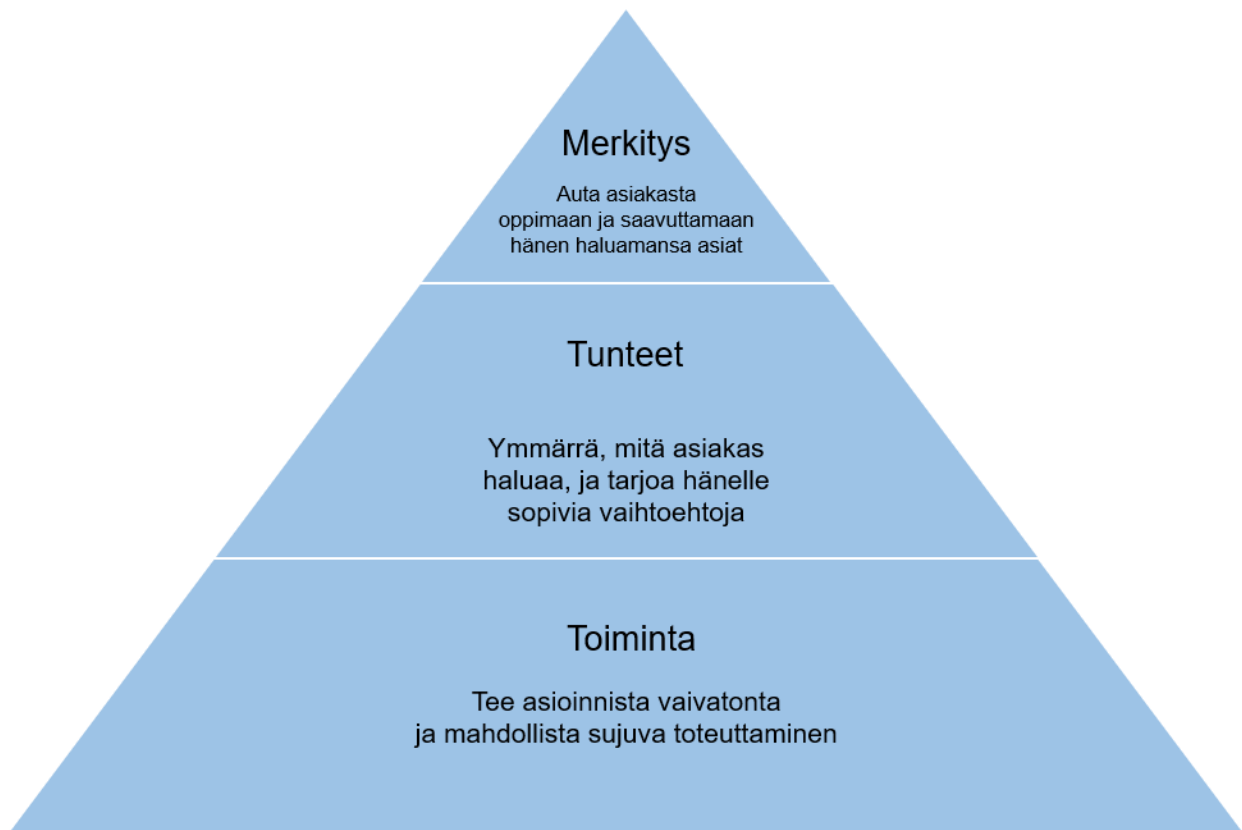 Merkitys
Auta asiakasta
oppimaan ja saavuttamaan
hänen haluamansa asiat
Tunteet
Ymmärrä, mitä asiakas
haluaa, ja tarjoa hänelle
sopivia vaihtoehtoja
Toiminta
Tee asioinnista vaivatonta
ja mahdollista sujuva toteuttaminen